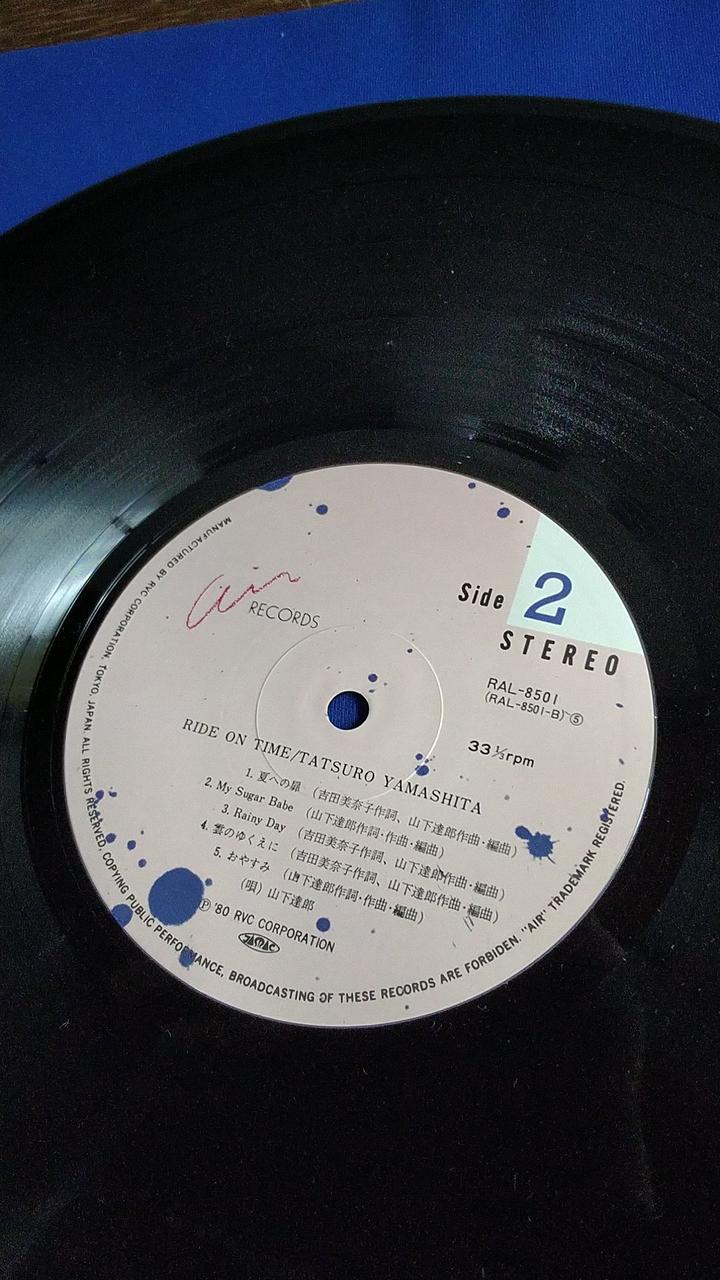 air
RECORDS
Side 2
STEREO
RAL-8501
(RAL-8501-B) ⑤
33 1/3 rpm
RIDE ON TIME/TATSURO YAMASHITA
1. 夏への扉 (吉田美奈子作詞、山下達郎作曲・編曲)
2. My Sugar Babe (山下達郎作詞・作曲・編曲)
3. Rainy Day (吉田美奈子作詞、山下達郎作曲・編曲)
4. 雲のゆくえに (吉田美奈子作詞、山下達郎作曲・編曲)
5. おやすみ (山下達郎作詞・作曲・編曲)
(唄) 山下達郎
Ⓟ '80 RVC CORPORATION
JASRAC
MANUFACTURED BY RVC CORPORATION, TOKYO, JAPAN. ALL RIGHTS RESERVED. COPYING PUBLIC PERFORMANCE, BROADCASTING OF THESE RECORDS ARE FORBIDEN. "AIR" TRADEMARK REGISTERED.